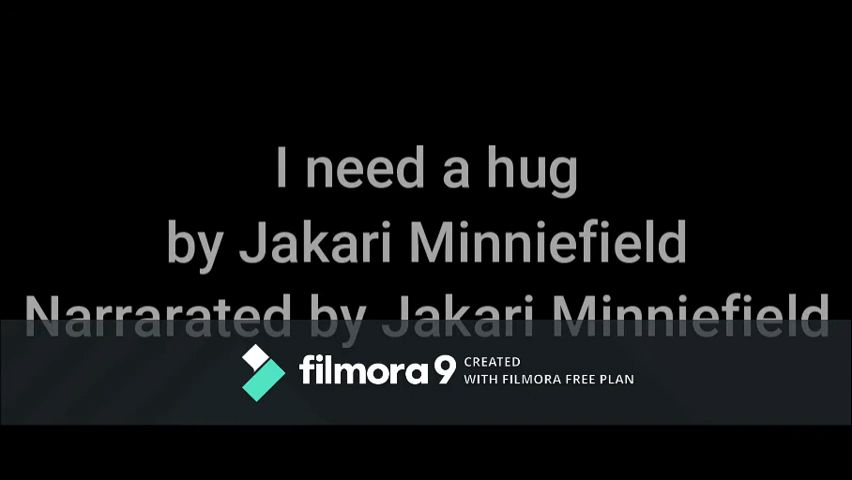 I need a hug
by Jakari Minniefield
Narrarated by Jakari Minniefield
filmora 9
CREATED
WITH FILMORA FREE PLAN